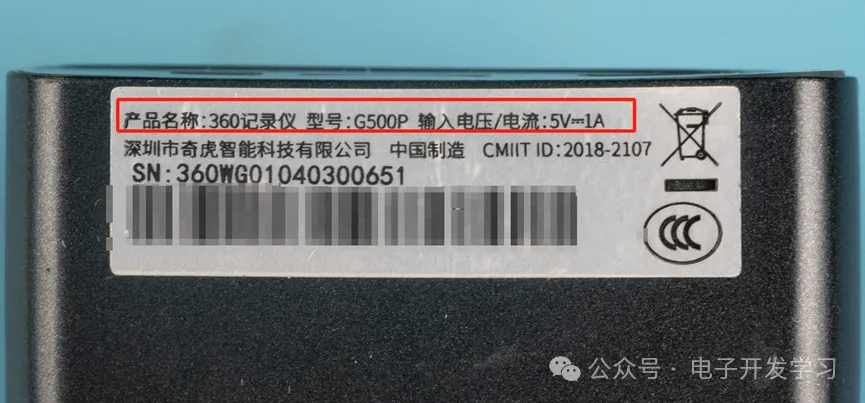 产品名称:360记录仪 型号:G500P 输入电压/电流:5V⎓1A
深圳市奇虎智能科技有限公司 中国制造 CMIIT ID:2018-2107
SN:360WG01040300651
公众号·电子开发学习